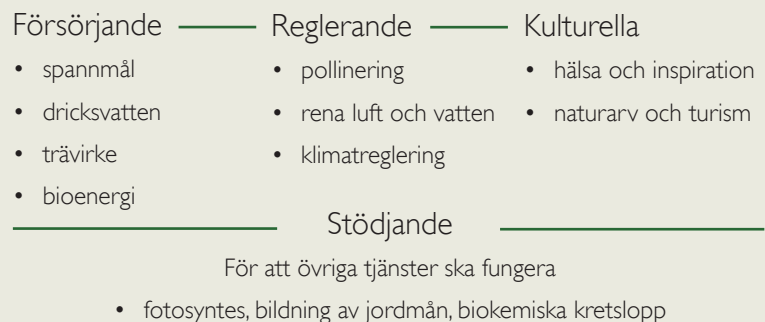 Försörjande
• spannmål
• dricksvatten
• trävirke
• bioenergi
Reglerande
• pollinering
• rena luft och vatten
• klimatreglering
Kulturella
• hälsa och inspiration
• naturarv och turism
Stödjande
För att övriga tjänster ska fungera
• fotosyntes, bildning av jordmån, biokemiska kretslopp